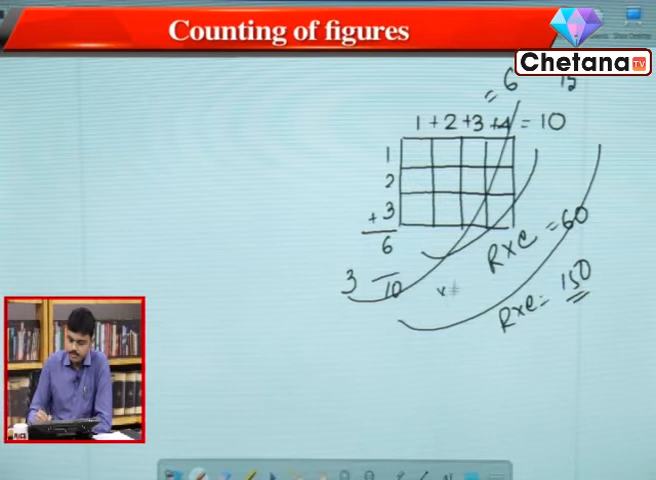 Counting of figures
Chetana TV
= 6 15
1 + 2 + 3 + 4 = 10
1
2
+ 3
6
R×C = 60
3 10
R×C = 150